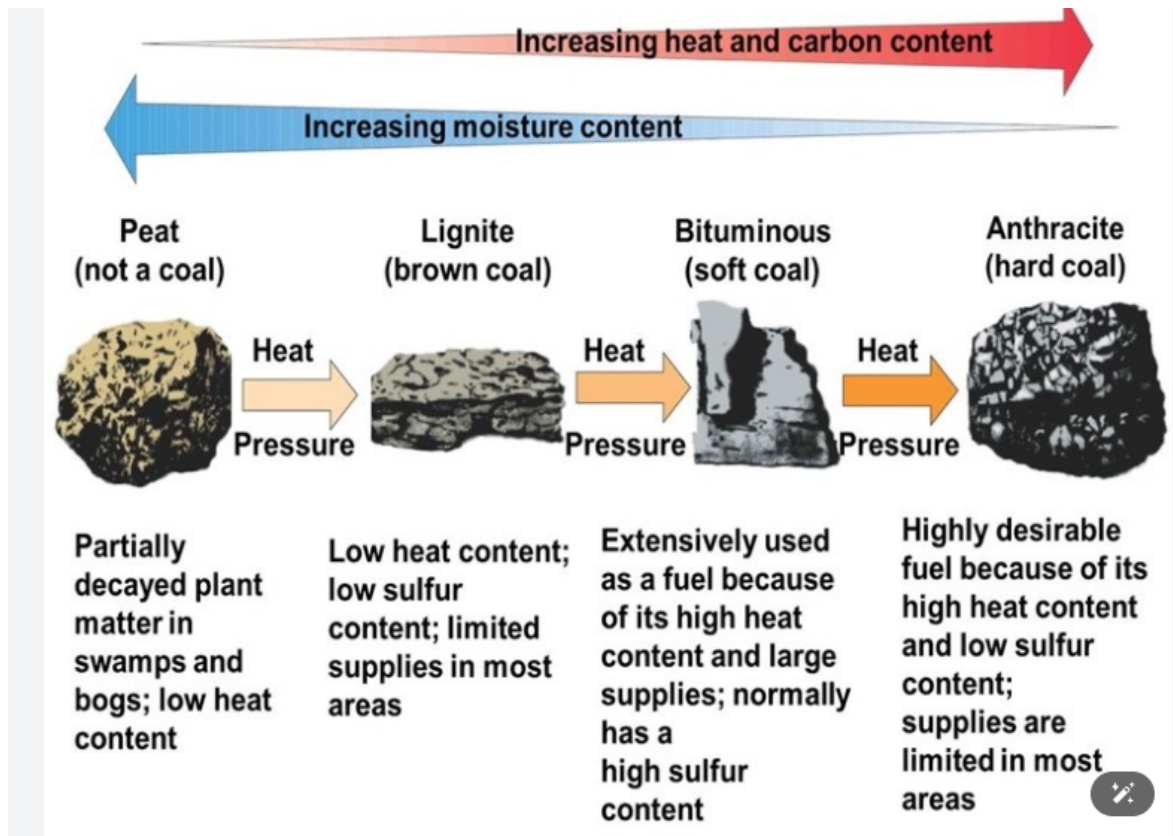 Increasing heat and carbon content
Increasing moisture content
Peat
(not a coal)
Lignite
(brown coal)
Bituminous
(soft coal)
Anthracite
(hard coal)
Heat
Pressure
Heat
Pressure
Heat
Pressure
Partially
decayed plant
matter in
swamps and
bogs; low heat
content
Low heat content;
low sulfur
content; limited
supplies in most
areas
Extensively used
as a fuel because
of its high heat
content and large
supplies; normally
has a
high sulfur
content
Highly desirable
fuel because of its
high heat content
and low sulfur
content;
supplies are
limited in most
areas